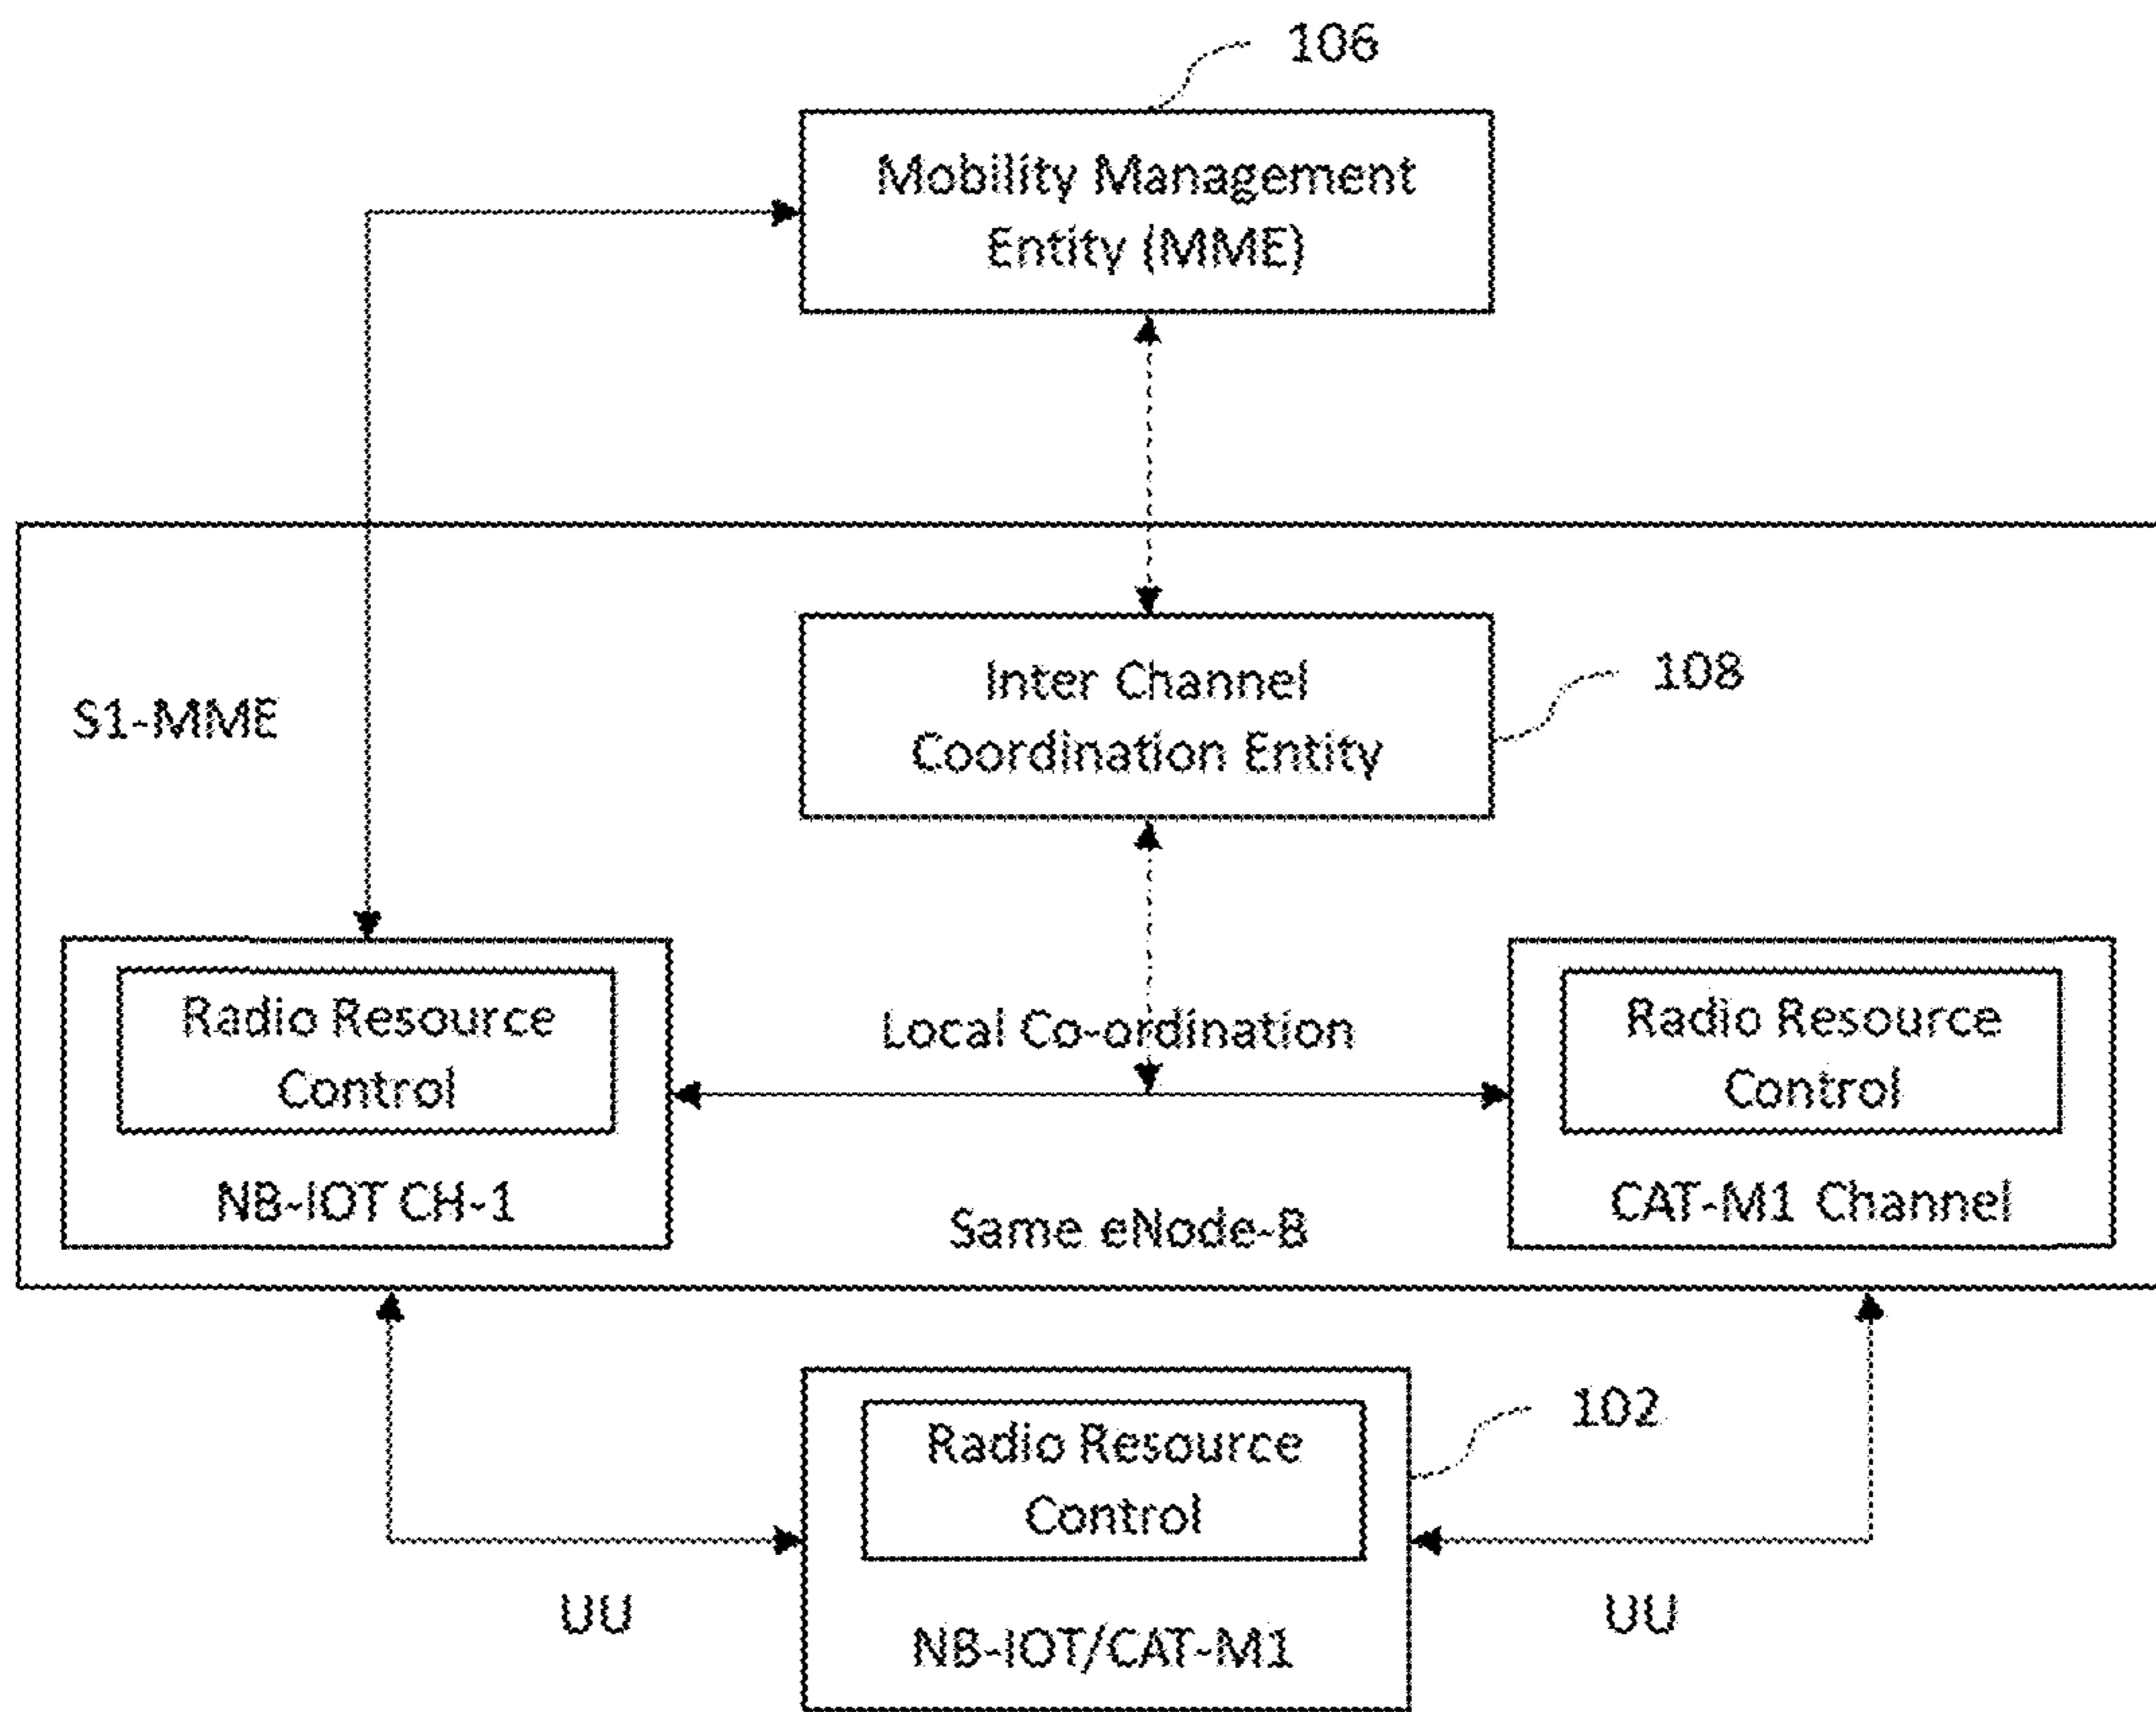 106
Mobility Management
Entity (MME)
Inter Channel
Coordination Entity
108
S1-MME
Radio Resource
Control
NB-IOT CH-1
Local Co-ordination
Radio Resource
Control
CAT-M1 Channel
Same eNode-B
Radio Resource
Control
NB-IOT/CAT-M1
102
UU
UU